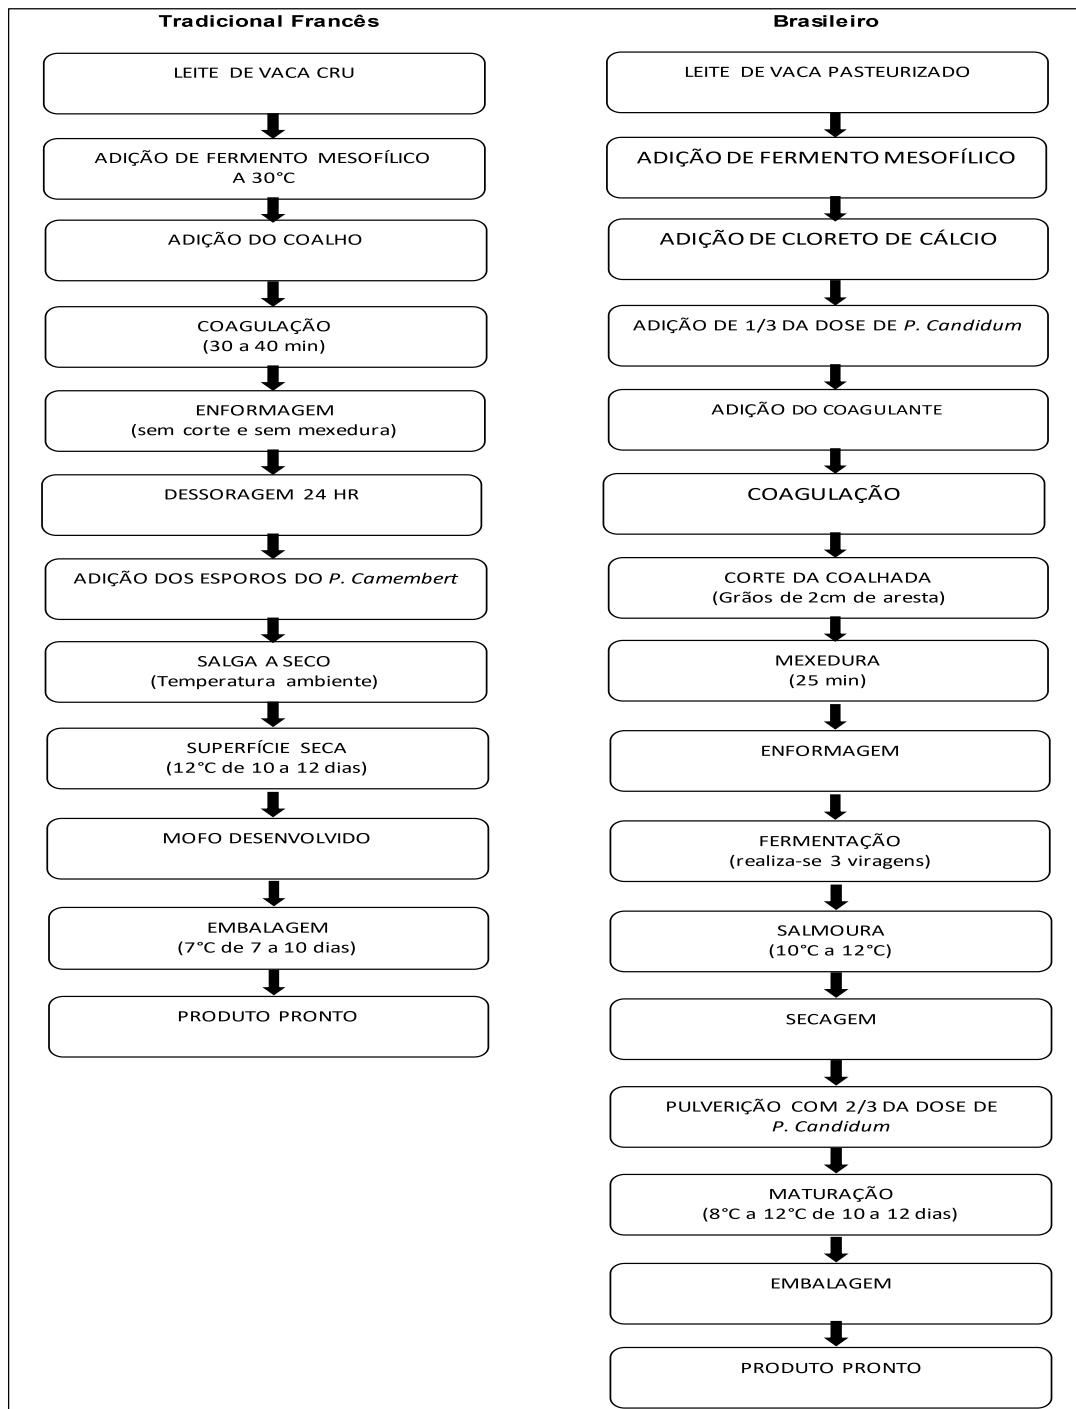 Tradicional Francês
LEITE DE VACA CRU
ADIÇÃO DE FERMENTO MESOFÍLICO
A 30°C
ADIÇÃO DO COALHO
COAGULAÇÃO
(30 a 40 min)
ENFORMAGEM
(sem corte e sem mexedura)
DESSORAGEM 24 HR
ADIÇÃO DOS ESPOROS DO P. Camembert
SALGA A SECO
(Temperatura ambiente)
SUPERFÍCIE SECA
(12°C de 10 a 12 dias)
MOFO DESENVOLVIDO
EMBALAGEM
(7°C de 7 a 10 dias)
PRODUTO PRONTO
Brasileiro
LEITE DE VACA PASTEURIZADO
ADIÇÃO DE FERMENTO MESOFÍLICO
ADIÇÃO DE CLORETO DE CÁLCIO
ADIÇÃO DE 1/3 DA DOSE DE P. Candidum
ADIÇÃO DO COAGULANTE
COAGULAÇÃO
CORTE DA COALHADA
(Grãos de 2cm de aresta)
MEXEDURA
(25 min)
ENFORMAGEM
FERMENTAÇÃO
(realiza-se 3 viragens)
SALMOURA
(10°C a 12°C)
SECAGEM
PULVERIÇÃO COM 2/3 DA DOSE DE
P. Candidum
MATURAÇÃO
(8°C a 12°C de 10 a 12 dias)
EMBALAGEM
PRODUTO PRONTO